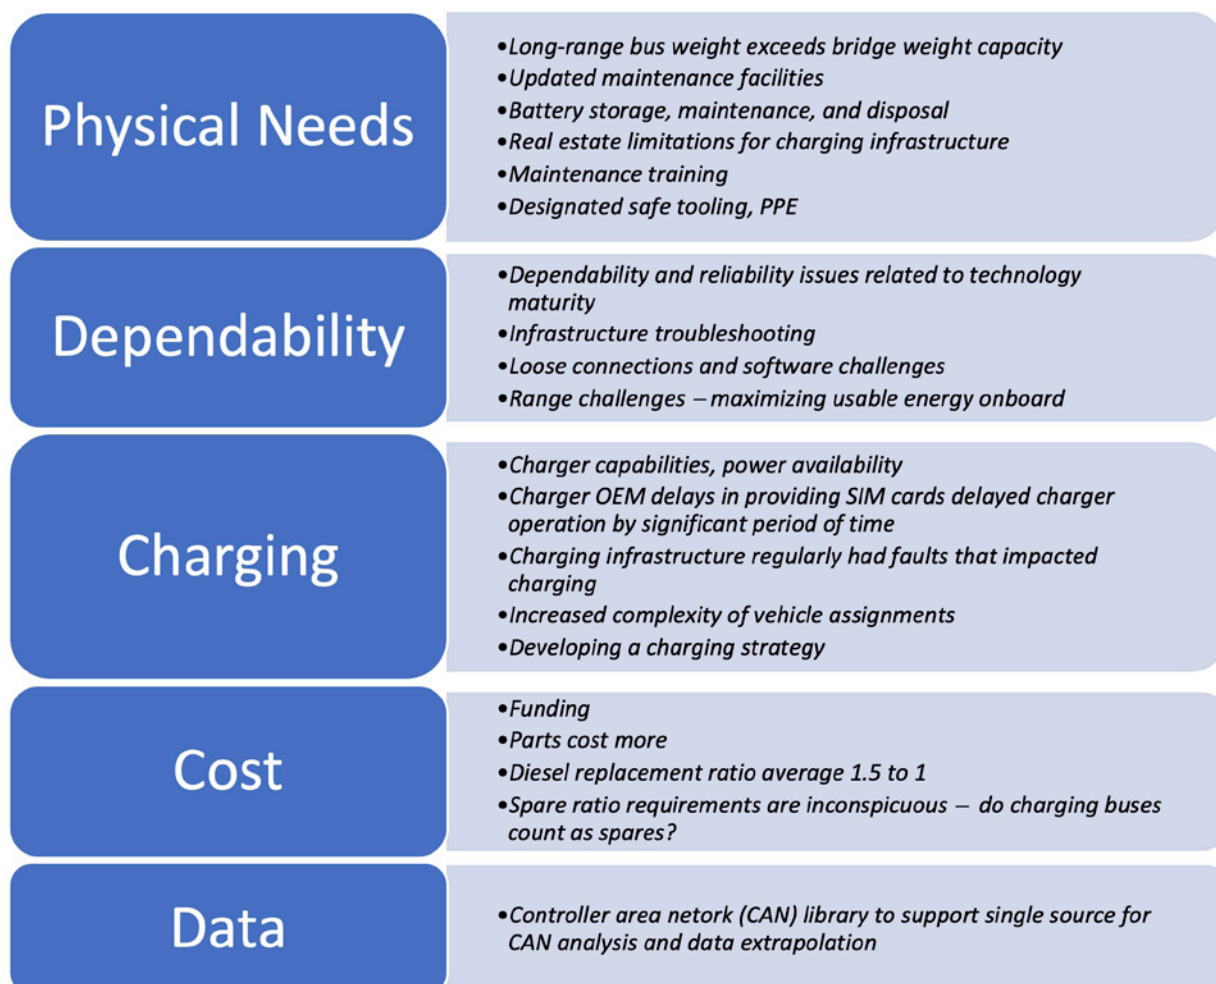 Physical Needs
•Long-range bus weight exceeds bridge weight capacity
•Updated maintenance facilities
•Battery storage, maintenance, and disposal
•Real estate limitations for charging infrastructure
•Maintenance training
•Designated safe tooling, PPE
Dependability
•Dependability and reliability issues related to technology
maturity
•Infrastructure troubleshooting
•Loose connections and software challenges
•Range challenges – maximizing usable energy onboard
Charging
•Charger capabilities, power availability
•Charger OEM delays in providing SIM cards delayed charger
operation by significant period of time
•Charging infrastructure regularly had faults that impacted
charging
•Increased complexity of vehicle assignments
•Developing a charging strategy
Cost
•Funding
•Parts cost more
•Diesel replacement ratio average 1.5 to 1
•Spare ratio requirements are inconspicuous – do charging buses
count as spares?
Data
•Controller area netork (CAN) library to support single source for
CAN analysis and data extrapolation